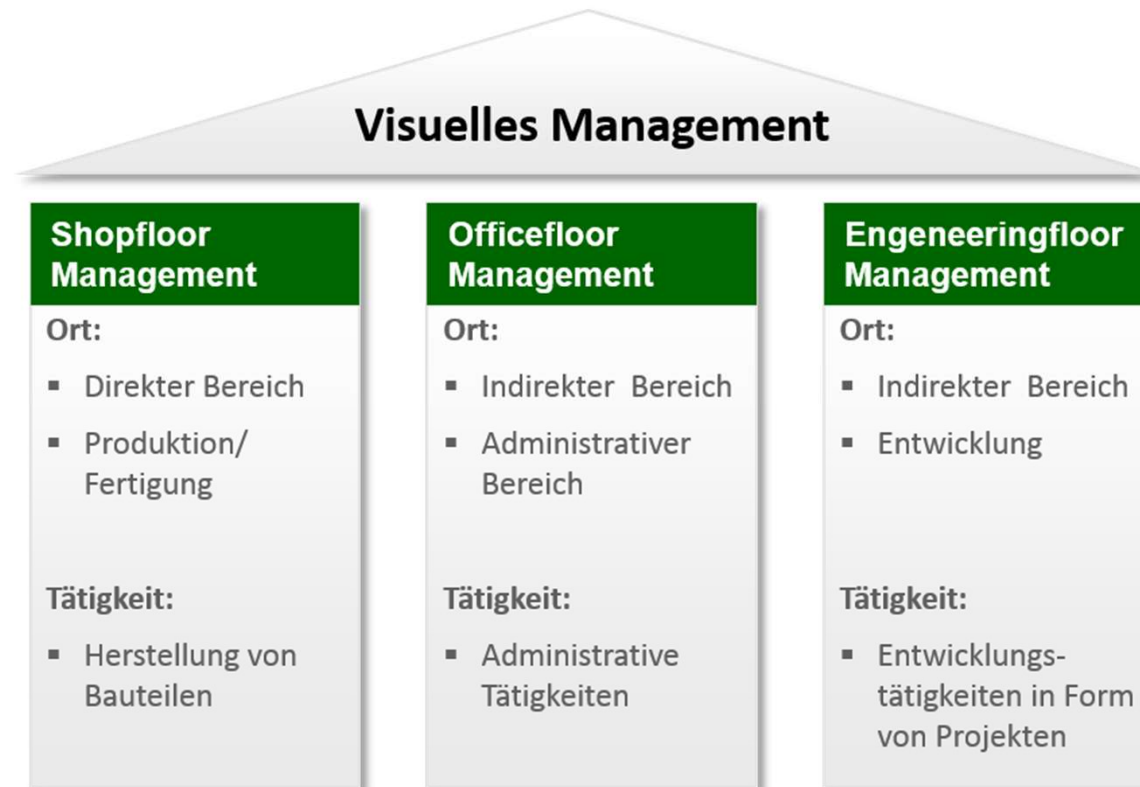 Visuelles Management
Shopfloor
Management
Ort:
▪ Direkter Bereich
▪ Produktion/
Fertigung
Tätigkeit:
▪ Herstellung von
Bauteilen
Officefloor
Management
Ort:
▪ Indirekter Bereich
▪ Administrativer
Bereich
Tätigkeit:
▪ Administrative
Tätigkeiten
Engeneeringfloor
Management
Ort:
▪ Indirekter Bereich
▪ Entwicklung
Tätigkeit:
▪ Entwicklungs-
tätigkeiten in Form
von Projekten